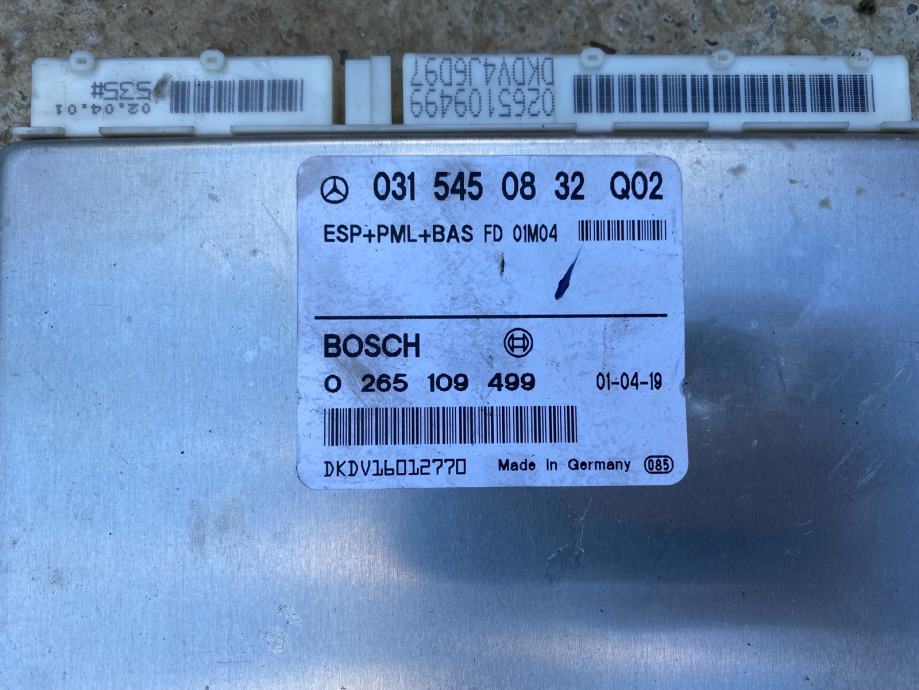 02.04.01
535#
DKDV4J6D97
0265109499
031 545 08 32 Q02
ESP+PML+BAS FD 01M04
BOSCH
0 265 109 499 01-04-19
DKDV16012770 Made in Germany 085